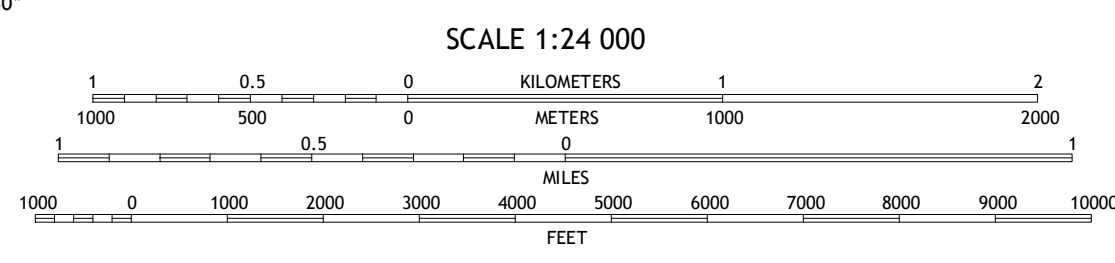 SCALE 1:24 000
1 0.5 0 KILOMETERS 1 2
1000 500 0 METERS 1000 2000
1 0.5 0 1
MILES
1000 0 1000 2000 3000 4000 5000 6000 7000 8000 9000 10000
FEET